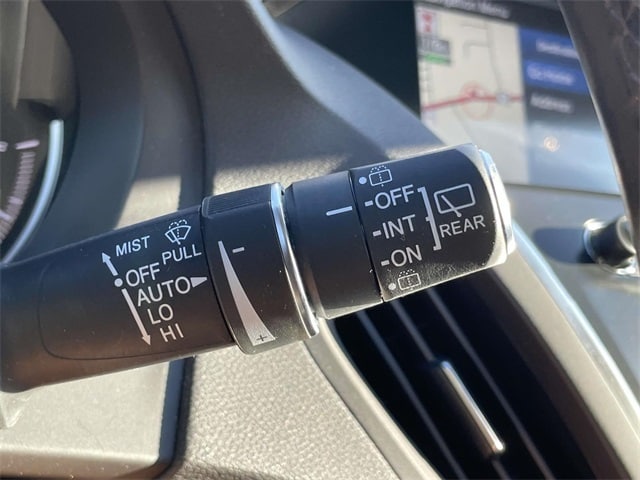 MIST
OFF
AUTO
LO
HI
PULL
- +
OFF
INT
ON
REAR